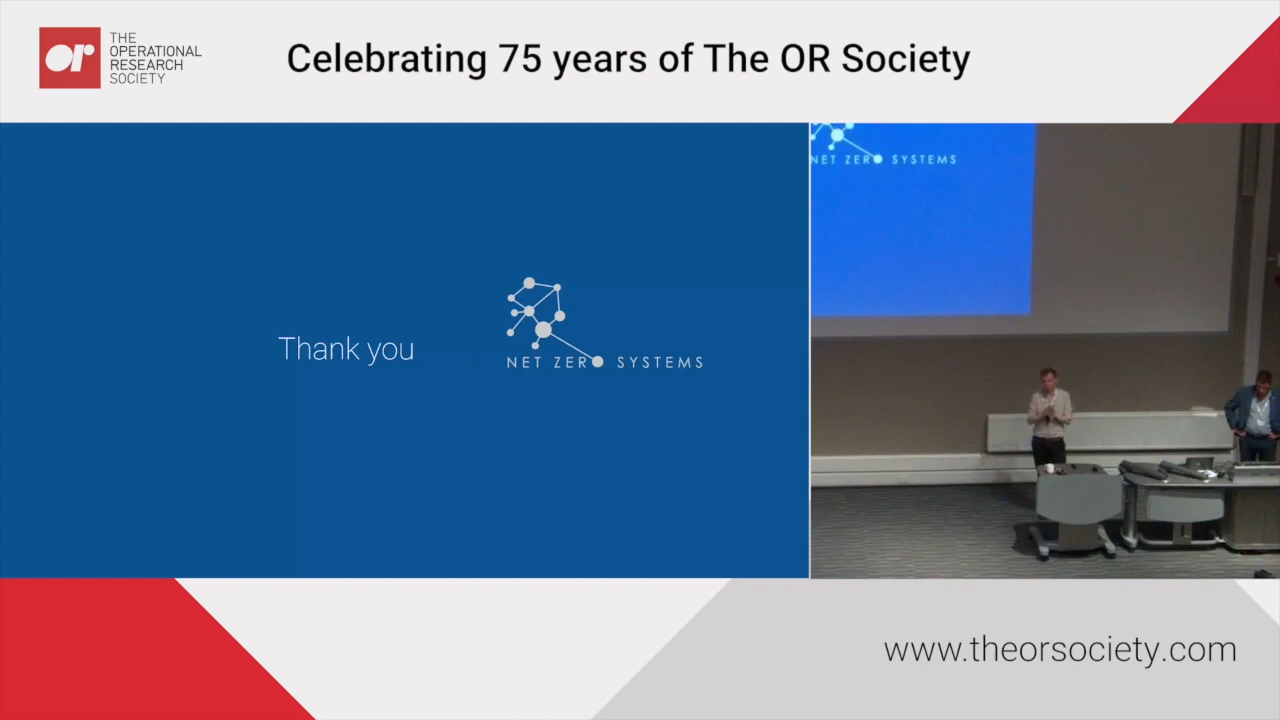 THE
OPERATIONAL
RESEARCH
SOCIETY
or
Celebrating 75 years of The OR Society
NET ZERO SYSTEMS
Thank you
NET ZERO SYSTEMS
www.theorsociety.com